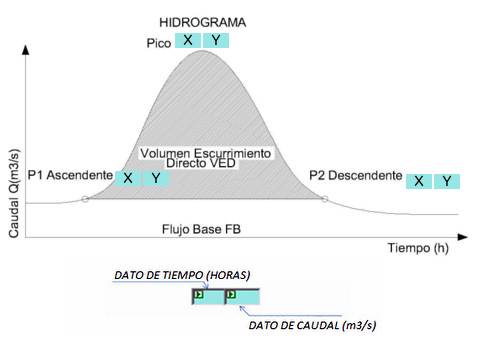 HIDROGRAMA
Pico X Y
Volumen Escurrimiento
Directo VED
P1 Ascendente X Y
P2 Descendente X Y
Caudal Q(m3/s)
Flujo Base FB
Tiempo (h)
DATO DE TIEMPO (HORAS)
DATO DE CAUDAL (m3/s)